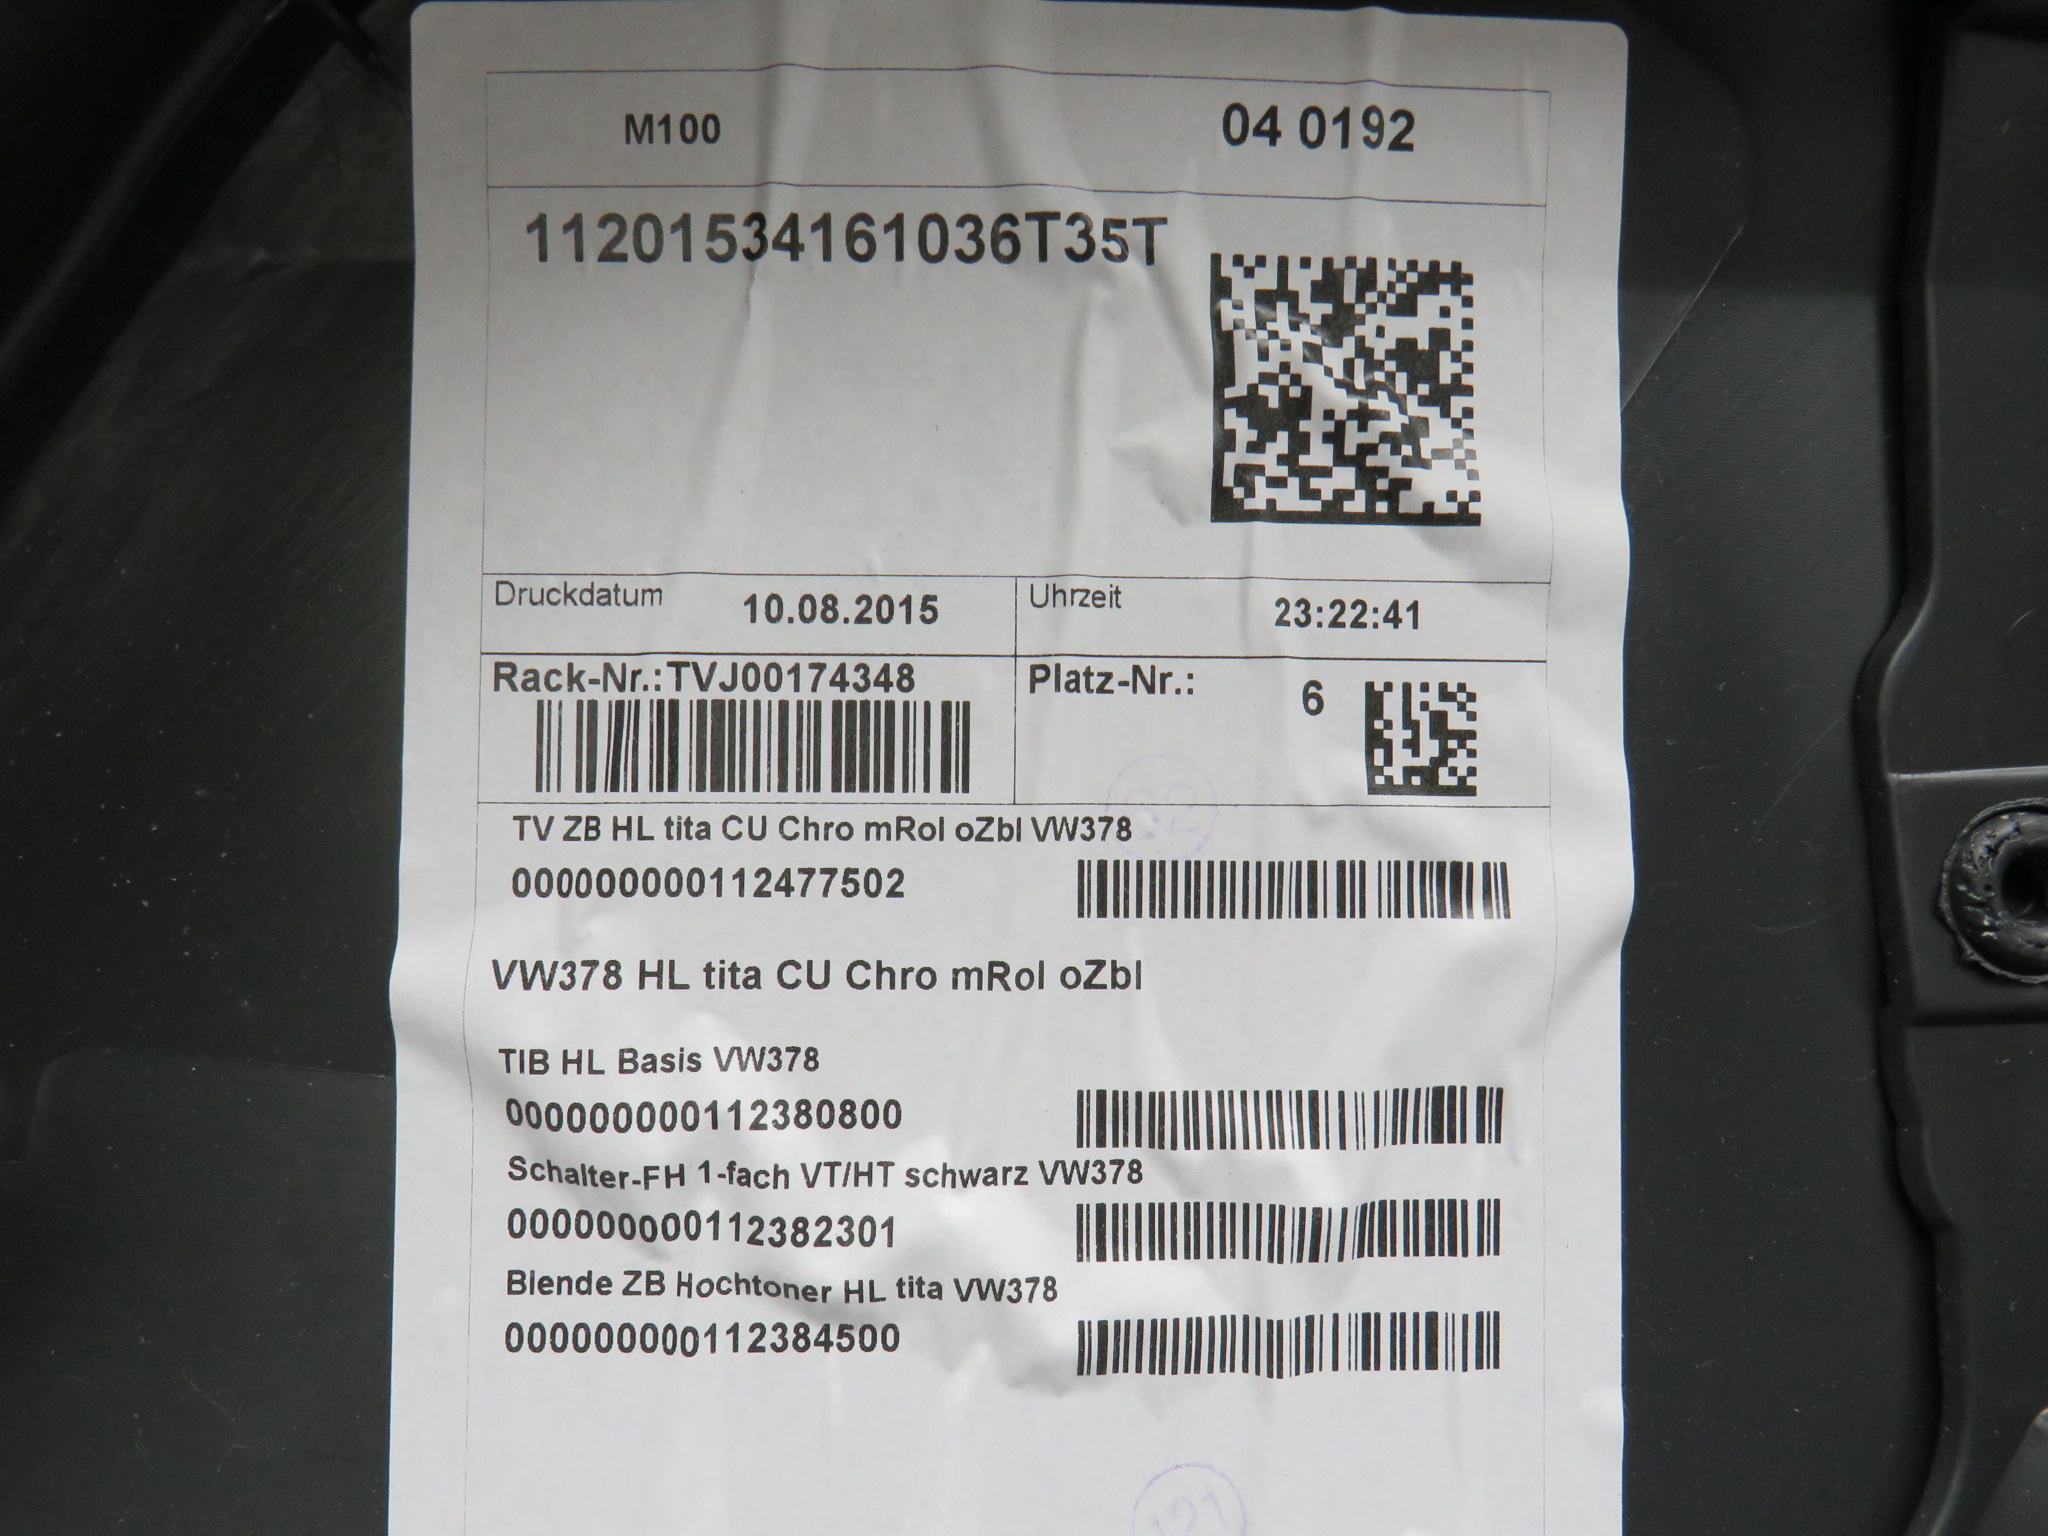 M100 04 0192
11201534161036T35T
Druckdatum 10.08.2015 Uhrzeit 23:22:41
Rack-Nr.:TVJ00174348 Platz-Nr.: 6
TV ZB HL tita CU Chro mRol oZbl VW378
000000000112477502
VW378 HL tita CU Chro mRol oZbl
TIB HL Basis VW378
000000000112380800
Schalter-FH 1-fach VT/HT schwarz VW378
000000000112382301
Blende ZB Hochtoner HL tita VW378
000000000112384500